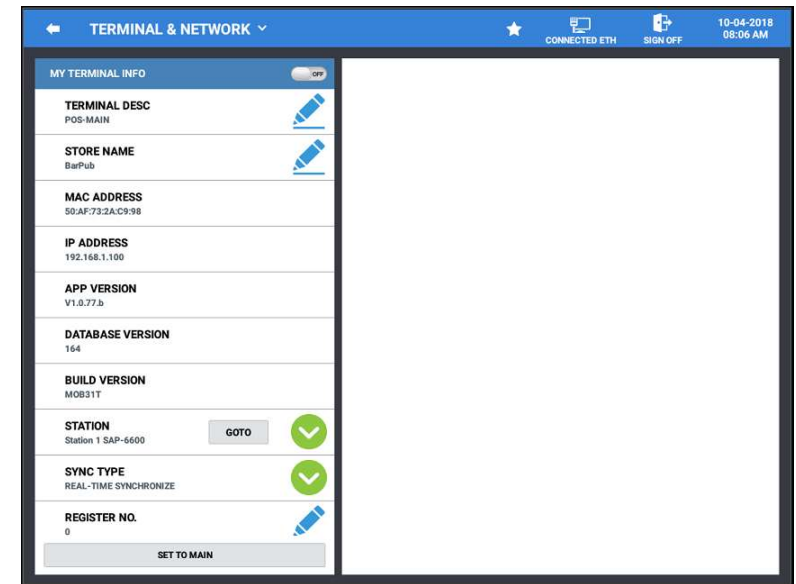 TERMINAL & NETWORK
CONNECTED ETH
SIGN OFF
10-04-2018
08:06 AM
MY TERMINAL INFO
OFF
TERMINAL DESC
POS-MAIN
STORE NAME
BarPub
MAC ADDRESS
50:AF:73:2A:C9:98
IP ADDRESS
192.168.1.100
APP VERSION
V1.0.77.b
DATABASE VERSION
164
BUILD VERSION
MOB31T
STATION
Station 1 SAP-6600
GOTO
SYNC TYPE
REAL-TIME SYNCHRONIZE
REGISTER NO.
0
SET TO MAIN